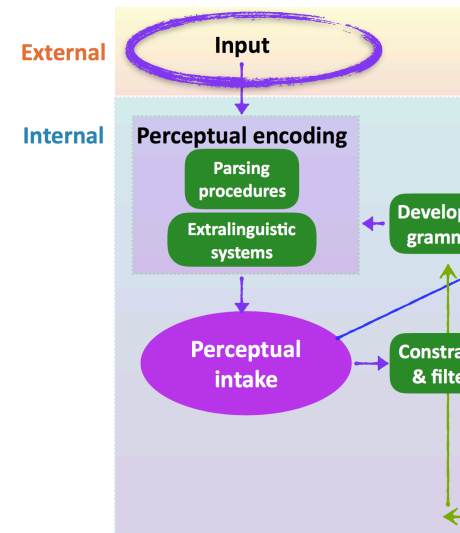 External
Input
Internal
Perceptual encoding
Parsing
procedures
Extralinguistic
systems
Perceptual
intake